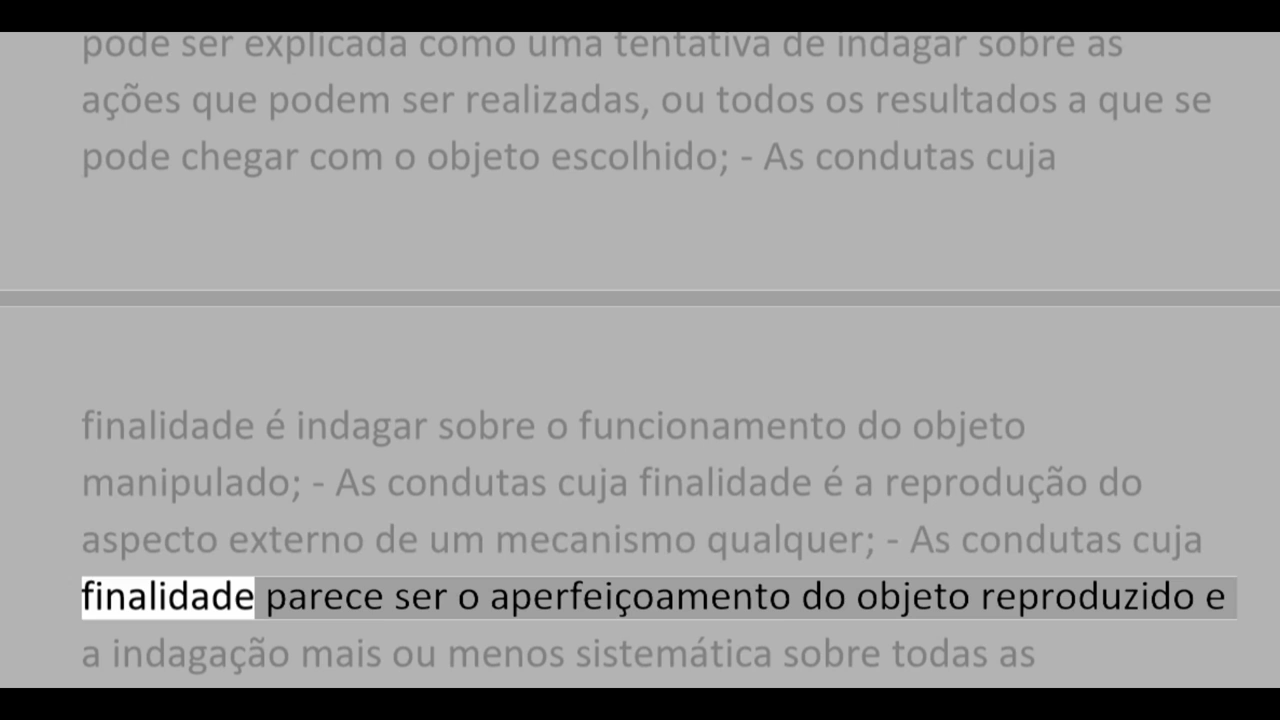 pode ser explicada como uma tentativa de indagar sobre as
ações que podem ser realizadas, ou todos os resultados a que se
pode chegar com o objeto escolhido; - As condutas cuja
finalidade é indagar sobre o funcionamento do objeto
manipulado; - As condutas cuja finalidade é a reprodução do
aspecto externo de um mecanismo qualquer; - As condutas cuja
finalidade parece ser o aperfeiçoamento do objeto reproduzido e
a indagação mais ou menos sistemática sobre todas as